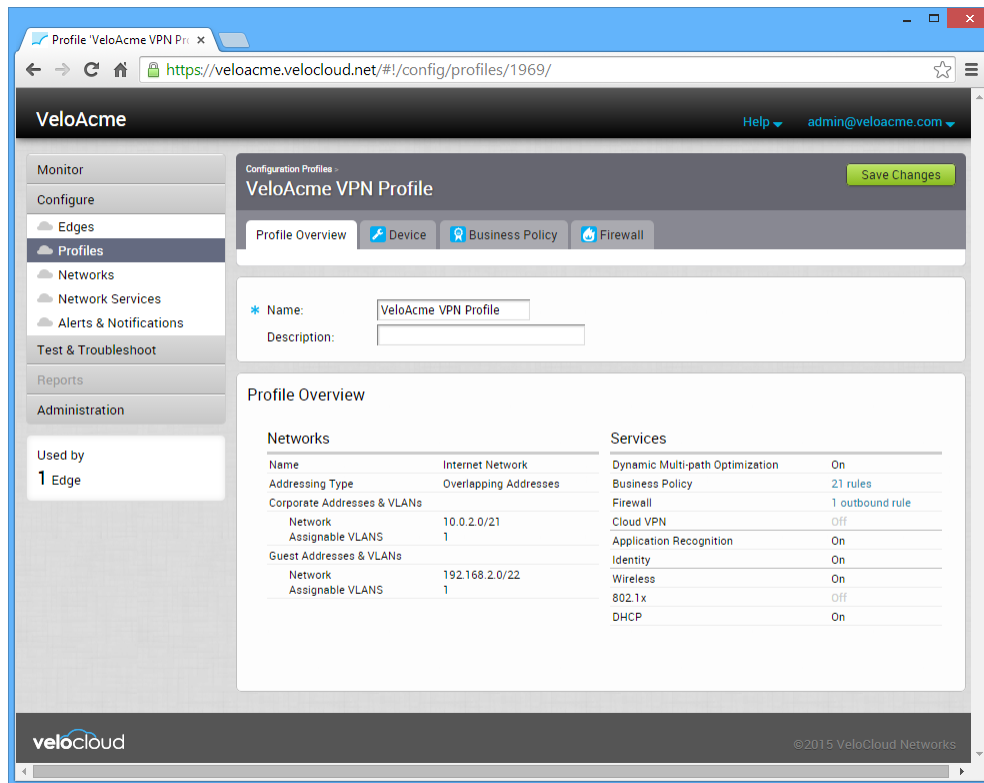 Profile 'VeloAcme VPN Pro
https://veloacme.velocloud.net/#!/config/profiles/1969/
VeloAcme
Help
admin@veloacme.com
Monitor
Configure
Edges
Profiles
Networks
Network Services
Alerts & Notifications
Test & Troubleshoot
Reports
Administration
Used by
1 Edge
Configuration Profiles >
VeloAcme VPN Profile
Save Changes
Profile Overview
Device
Business Policy
Firewall
* Name: VeloAcme VPN Profile
Description:
Profile Overview
Networks
Name Internet Network
Addressing Type Overlapping Addresses
Corporate Addresses & VLANs
Network 10.0.2.0/21
Assignable VLANS 1
Guest Addresses & VLANs
Network 192.168.2.0/22
Assignable VLANS 1
Services
Dynamic Multi-path Optimization On
Business Policy 21 rules
Firewall 1 outbound rule
Cloud VPN Off
Application Recognition On
Identity On
Wireless On
802.1x Off
DHCP On
velocloud
©2015 VeloCloud Networks